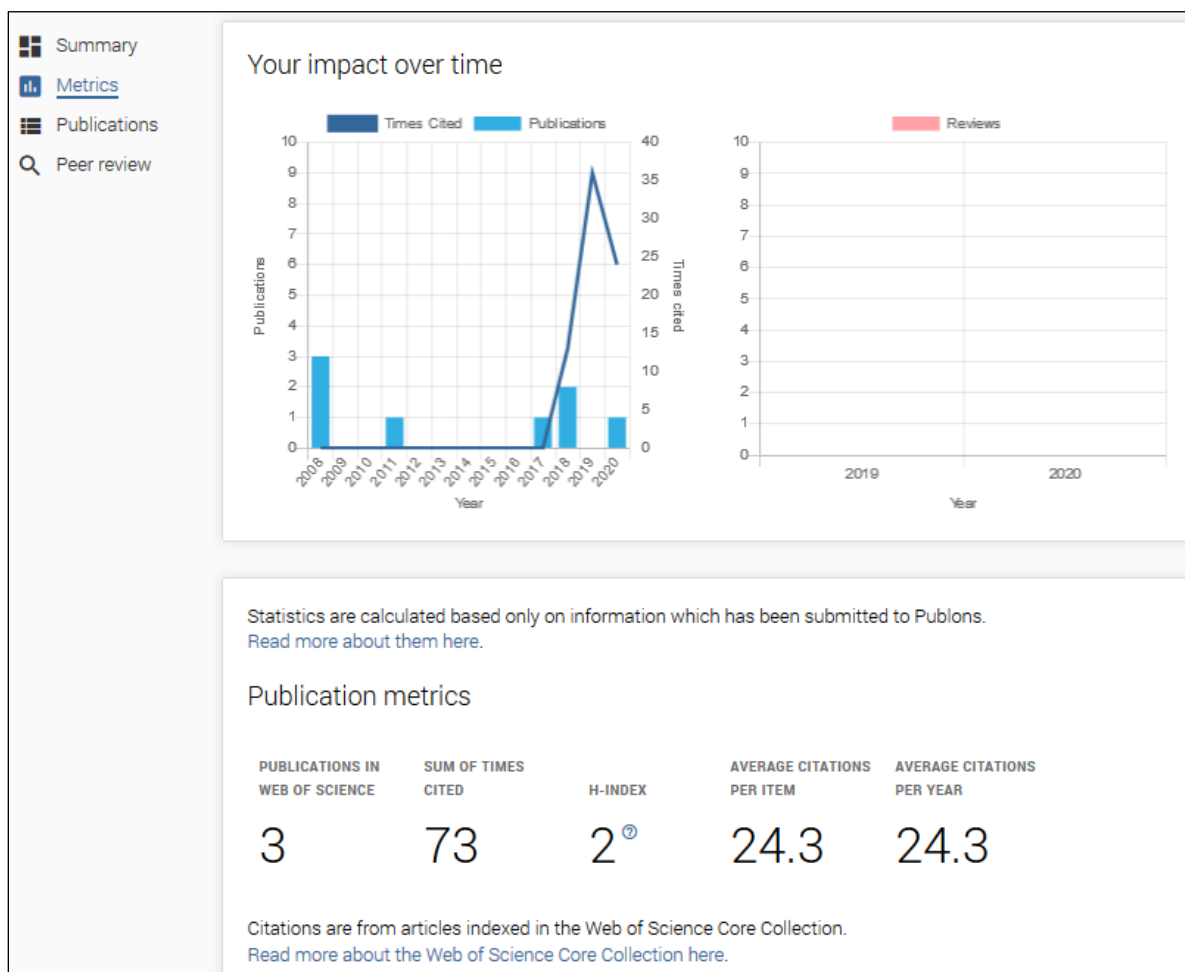 Summary
Metrics
Publications
Peer review
Your impact over time
Times Cited Publications
10 40
9 35
8 30
7 25
6 20
5 15
4 10
3 5
2 0
1
0
Publications
Times cited
2008 2009 2010 2011 2012 2013 2014 2015 2016 2017 2018 2019 2020
Year
Reviews
10
9
8
7
6
5
4
3
2
1
0
2019 2020
Year
Statistics are calculated based only on information which has been submitted to Publons.
Read more about them here.
Publication metrics
PUBLICATIONS IN WEB OF SCIENCE
3
SUM OF TIMES CITED
73
H-INDEX
2 ?
AVERAGE CITATIONS PER ITEM
24.3
AVERAGE CITATIONS PER YEAR
24.3
Citations are from articles indexed in the Web of Science Core Collection.
Read more about the Web of Science Core Collection here.